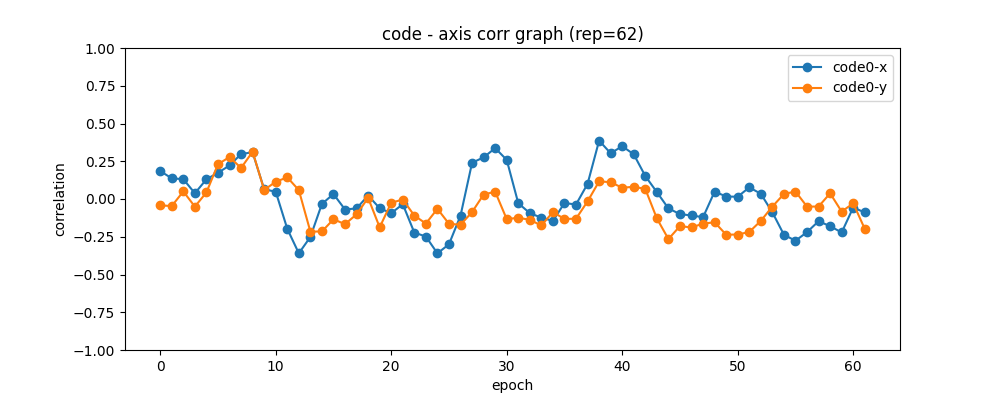 code - axis corr graph (rep=62)
1.00
0.75
0.50
0.25
0.00
−0.25
−0.50
−0.75
−1.00
correlation
code0-x
code0-y
0 10 20 30 40 50 60
epoch